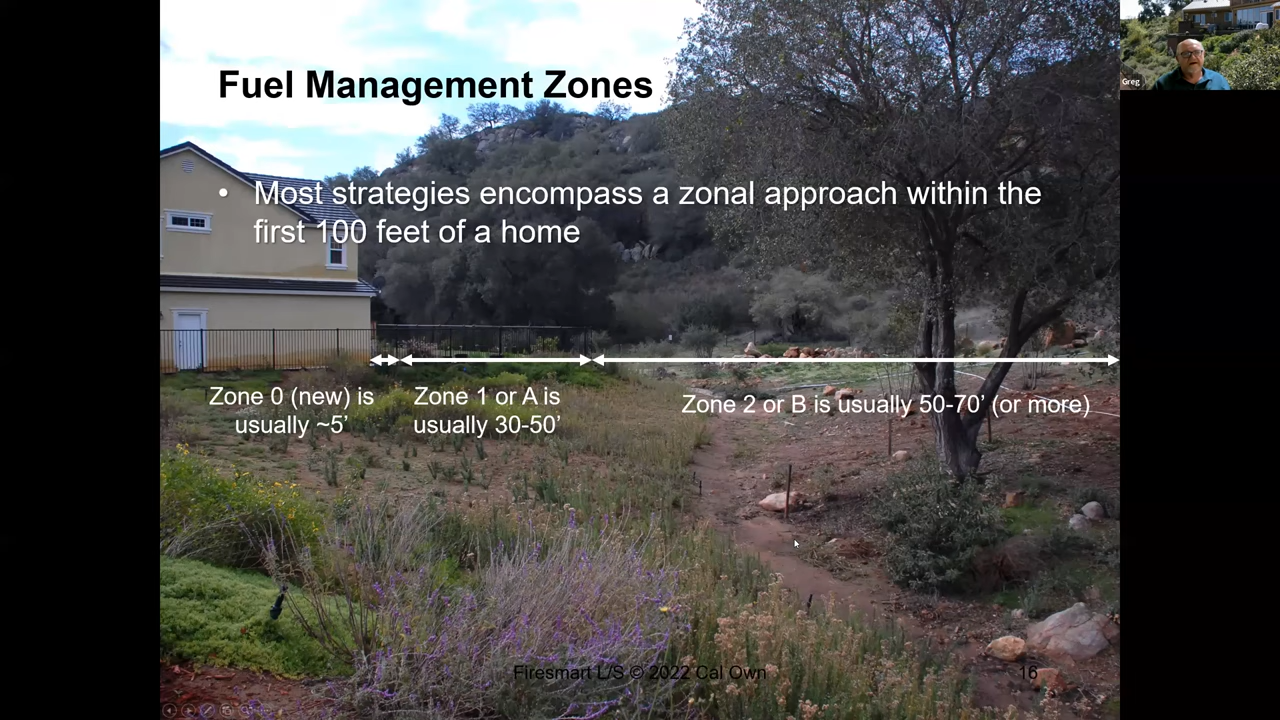 Fuel Management Zones
Greg
• Most strategies encompass a zonal approach within the
first 100 feet of a home
Zone 0 (new) is
usually ~5’
Zone 1 or A is
usually 30-50’
Zone 2 or B is usually 50-70’ (or more)
Firesmart L/S © 2022 Cal Own
16